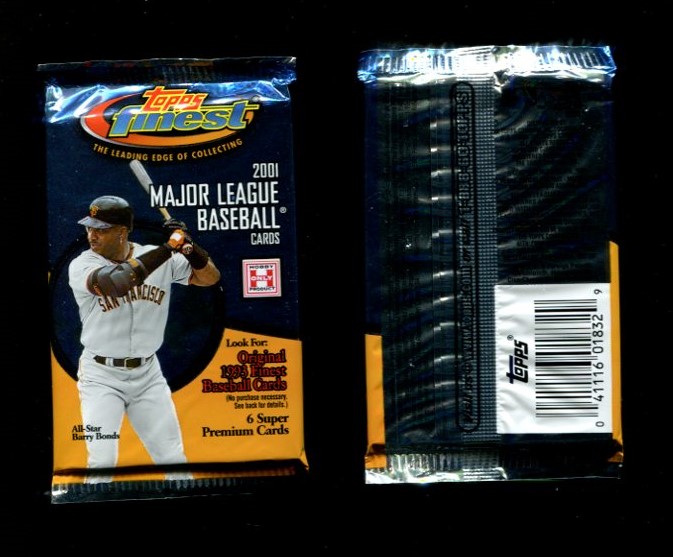 Topps
finest
THE LEADING EDGE OF COLLECTING
2001
MAJOR LEAGUE
BASEBALL®
CARDS
HOBBY
H
ONLY
PRODUCT
SAN FRANCISCO
Look For:
Original
1993 Finest
Baseball Cards
(No purchase necessary.
See back for details.)
6 Super
Premium Cards
All-Star
Barry Bonds
Topps®
0 41116 01832 9